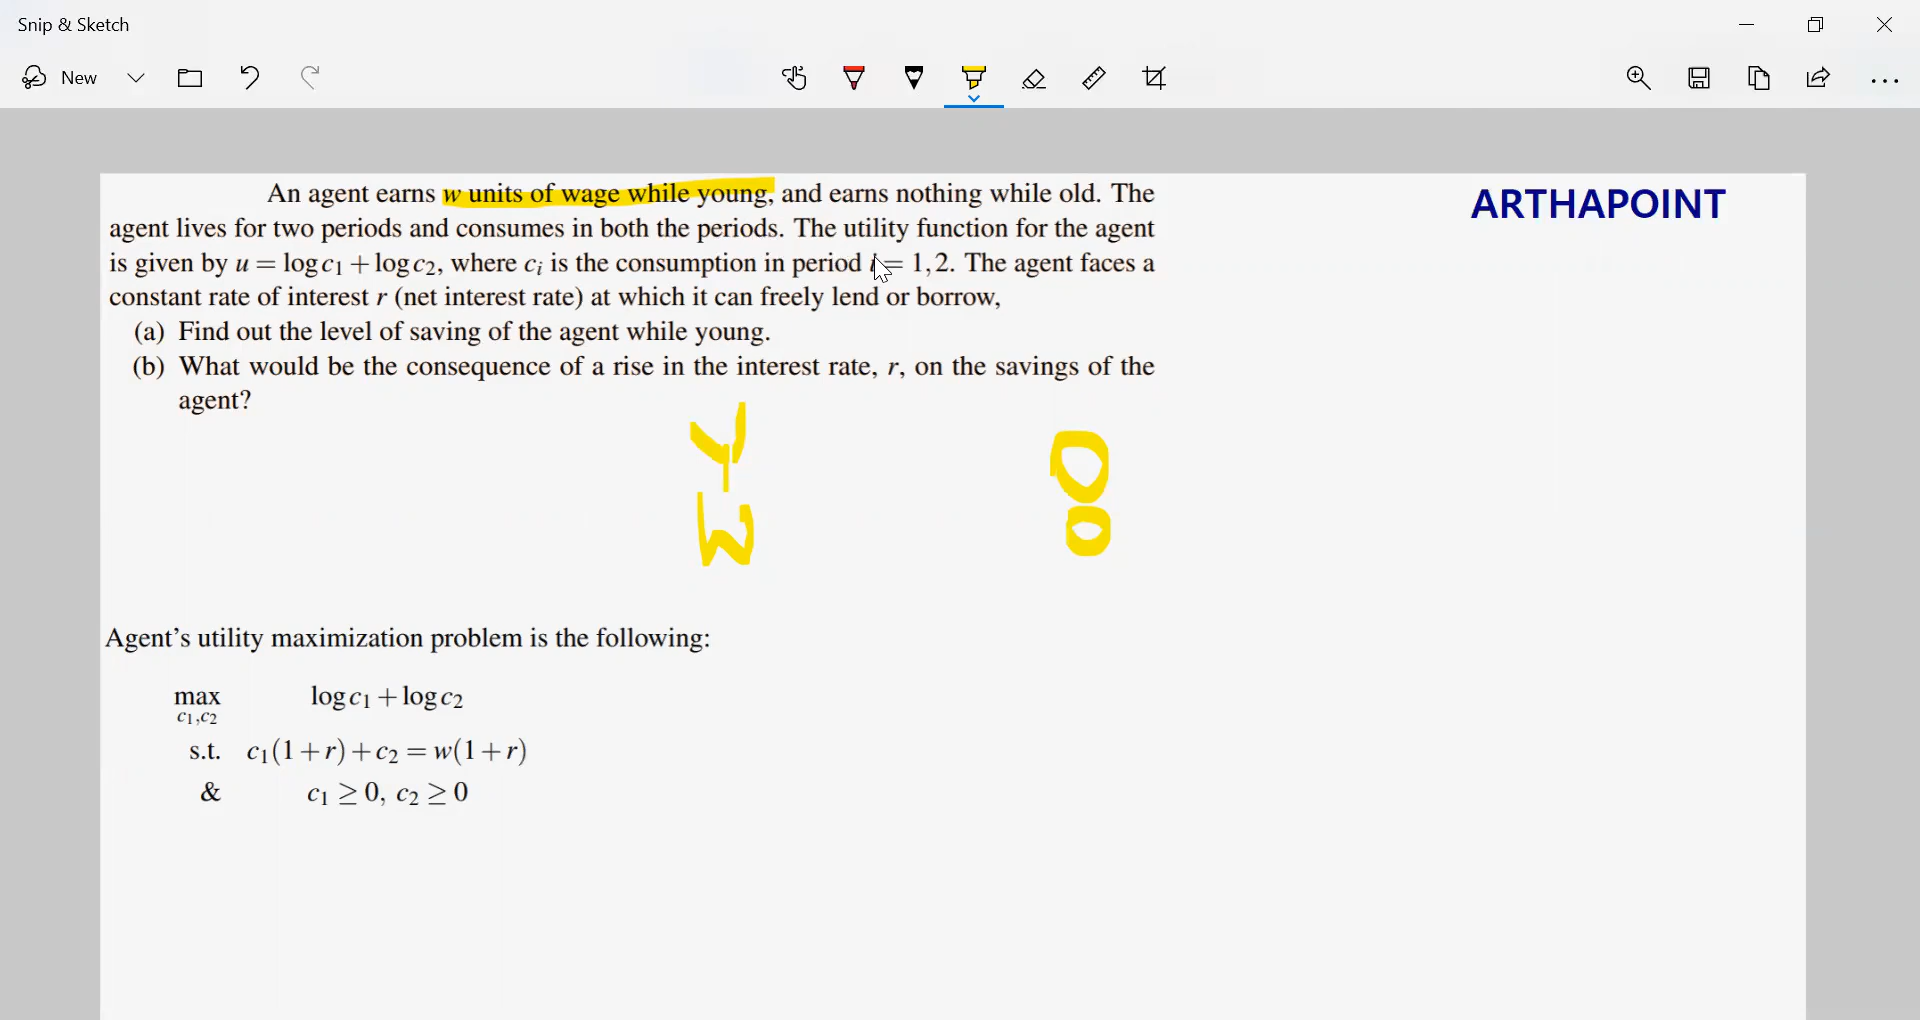 Snip & Sketch
New
An agent earns w units of wage while young, and earns nothing while old. The
ARTHAPOINT
agent lives for two periods and consumes in both the periods. The utility function for the agent
is given by u = log c₁ + log c₂, where cᵢ is the consumption in period i = 1, 2. The agent faces a
constant rate of interest r (net interest rate) at which it can freely lend or borrow,
(a) Find out the level of saving of the agent while young.
(b) What would be the consequence of a rise in the interest rate, r, on the savings of the
agent?
Y O
W 0
Agent’s utility maximization problem is the following:
max log c₁ + log c₂
c₁,c₂
s.t. c₁(1 + r) + c₂ = w(1 + r)
& c₁ ≥ 0, c₂ ≥ 0